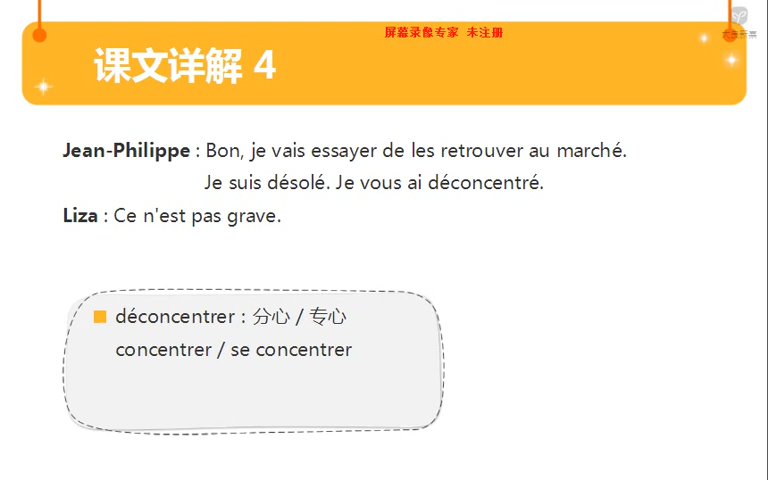 屏幕录像专家 未注册
课文详解 4
Jean-Philippe : Bon, je vais essayer de les retrouver au marché.
Je suis désolé. Je vous ai déconcentré.
Liza : Ce n'est pas grave.
déconcentrer : 分心 / 专心
concentrer / se concentrer